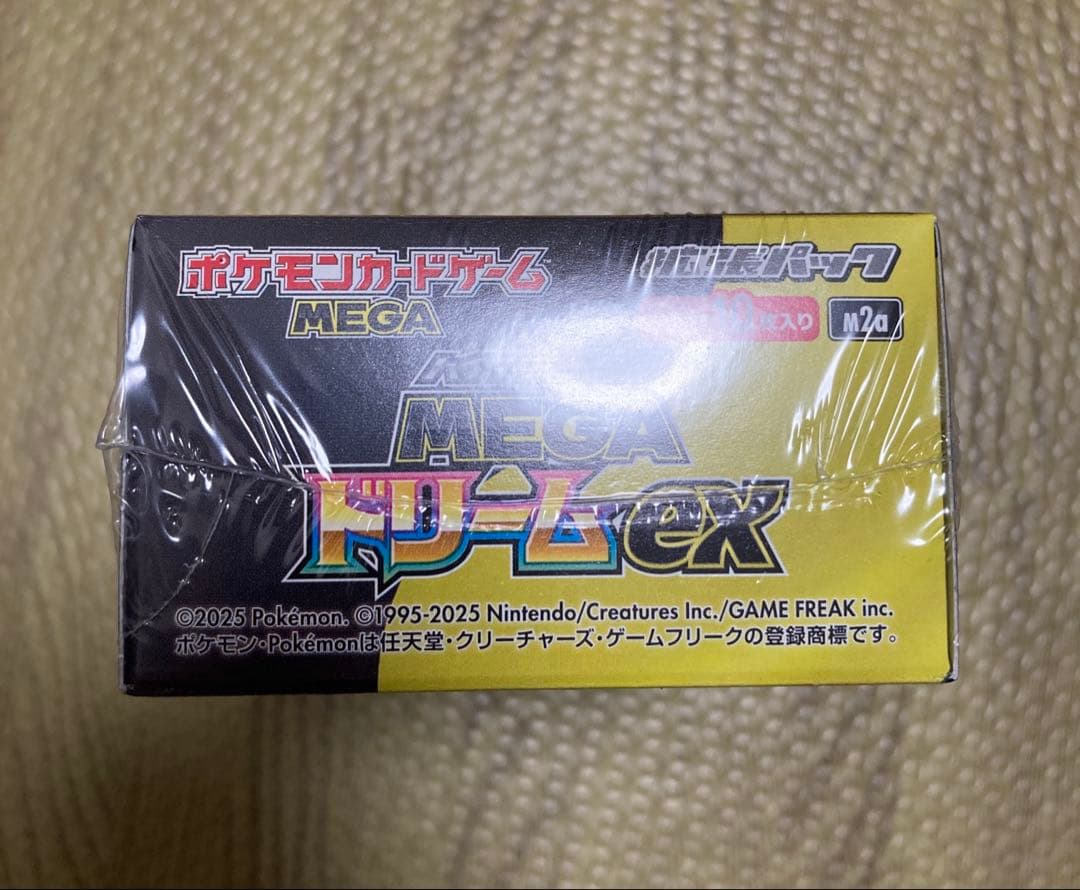 ポケモンカードゲーム
MEGA
拡張パック
枚入り
M2a
MEGA
ドリームex
©2025 Pokémon. ©1995-2025 Nintendo/Creatures Inc./GAME FREAK inc.
ポケモン・Pokémonは任天堂・クリーチャーズ・ゲームフリークの登録商標です。